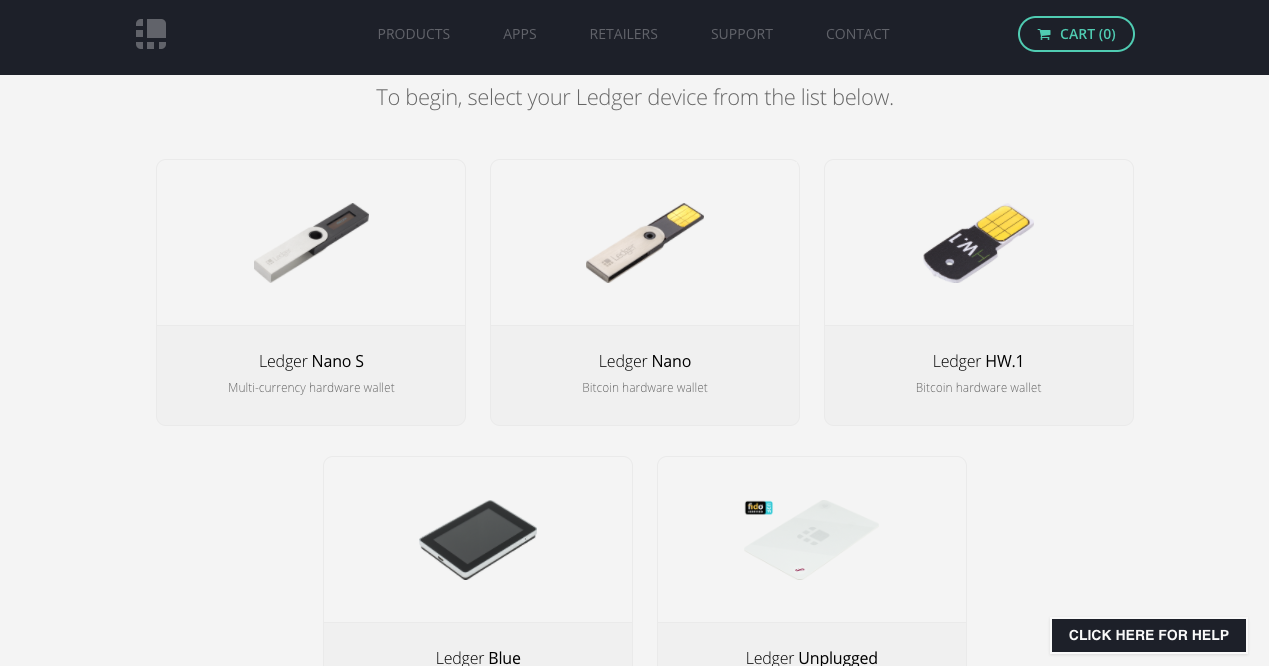 PRODUCTS APPS RETAILERS SUPPORT CONTACT CART (0)
To begin, select your Ledger device from the list below.
Ledger
W.1
Ledger Nano S
Multi-currency hardware wallet
Ledger Nano
Bitcoin hardware wallet
Ledger HW.1
Bitcoin hardware wallet
fido
Ledger Blue
Ledger Unplugged
CLICK HERE FOR HELP